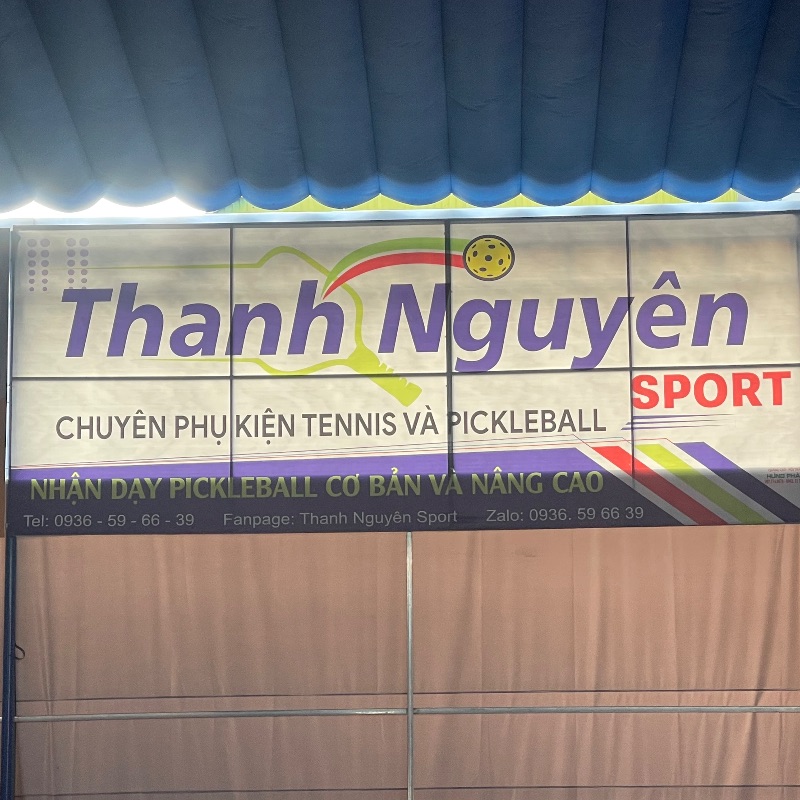 Thanh Nguyên
SPORT
CHUYÊN PHỤ KIỆN TENNIS VÀ PICKLEBALL
NHẬN DẠY PICKLEBALL CƠ BẢN VÀ NÂNG CAO
Tel: 0936 - 59 - 66 - 39 Fanpage: Thanh Nguyên Sport Zalo: 0936. 59 66 39